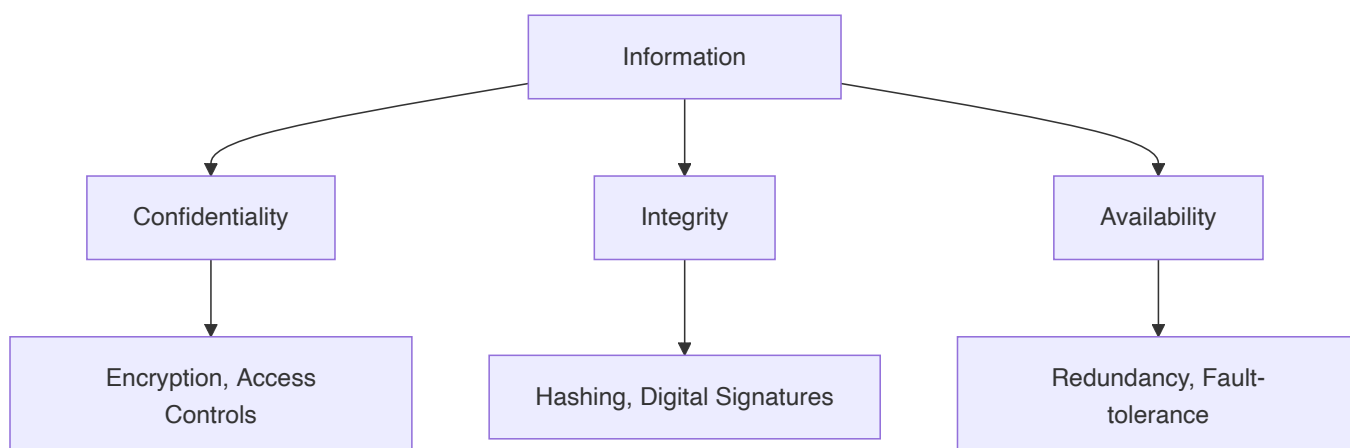 Information
Confidentiality
Integrity
Availability
Encryption, Access
Controls
Hashing, Digital Signatures
Redundancy, Fault-
tolerance